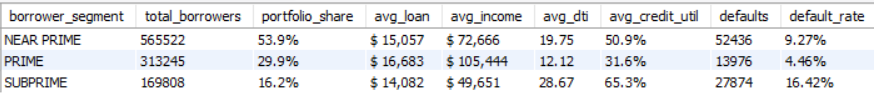 borrower_segment total_borrowers portfolio_share avg_loan avg_income avg_dti avg_credit_util defaults default_rate
NEAR PRIME 565522 53.9% $ 15,057 $ 72,666 19.75 50.9% 52436 9.27%
PRIME 313245 29.9% $ 16,683 $ 105,444 12.12 31.6% 13976 4.46%
SUBPRIME 169808 16.2% $ 14,082 $ 49,651 28.67 65.3% 27874 16.42%